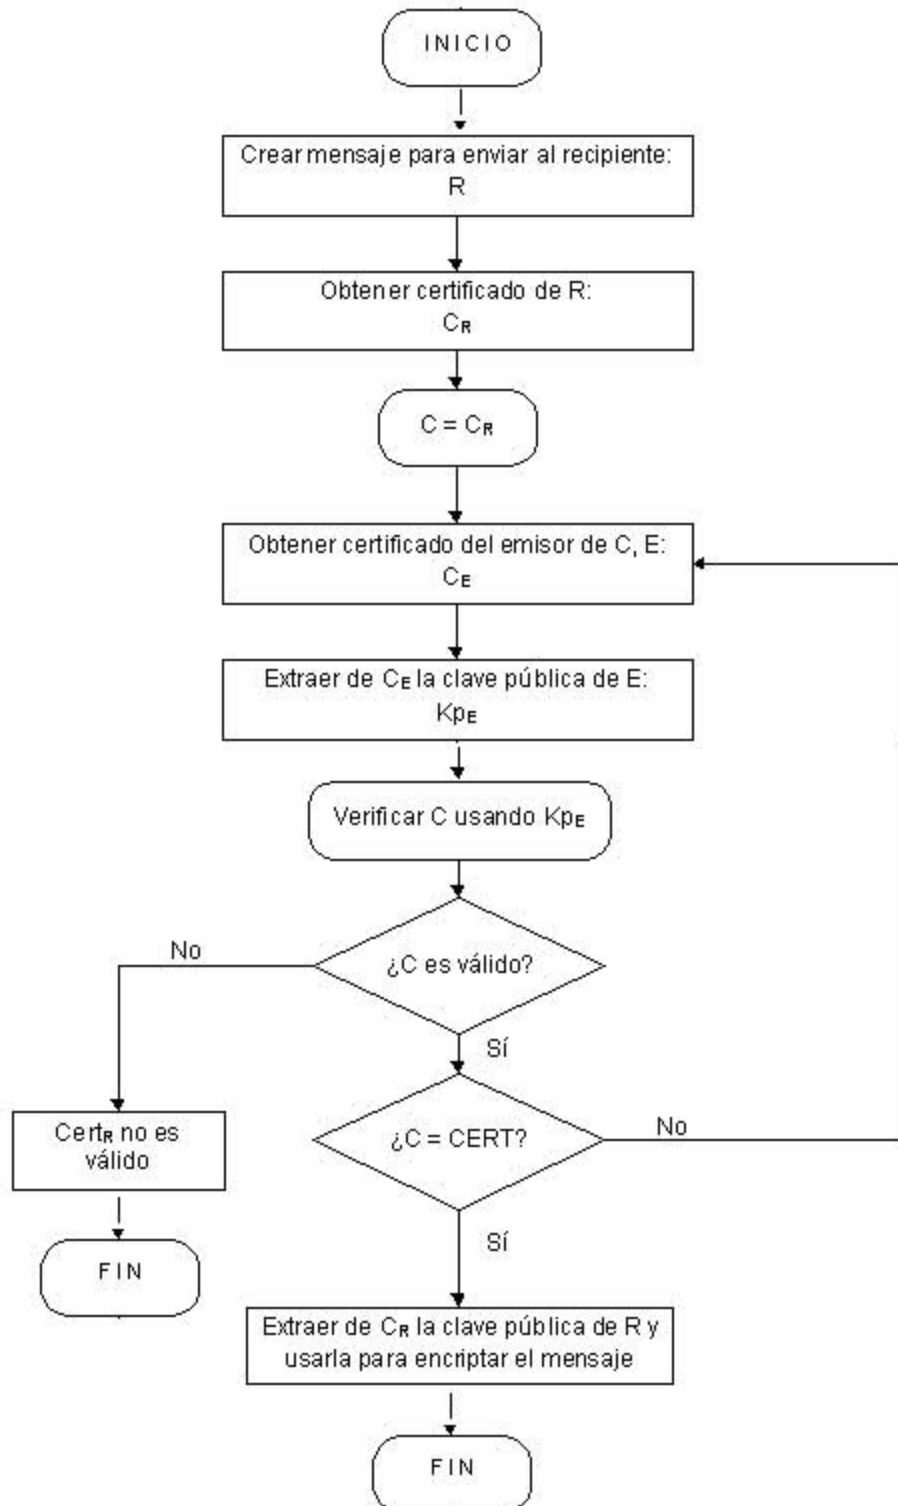 INICIO
Crear mensaje para enviar al recipiente:
R
Obtener certificado de R:
CR
C = CR
Obtener certificado del emisor de C, E:
CE
Extraer de CE la clave pública de E:
KpE
Verificar C usando KpE
No
¿C es válido?
Sí
¿C = CERT?
No
CertR no es
válido
Sí
FIN
Extraer de CR la clave pública de R y
usarla para encriptar el mensaje
FIN